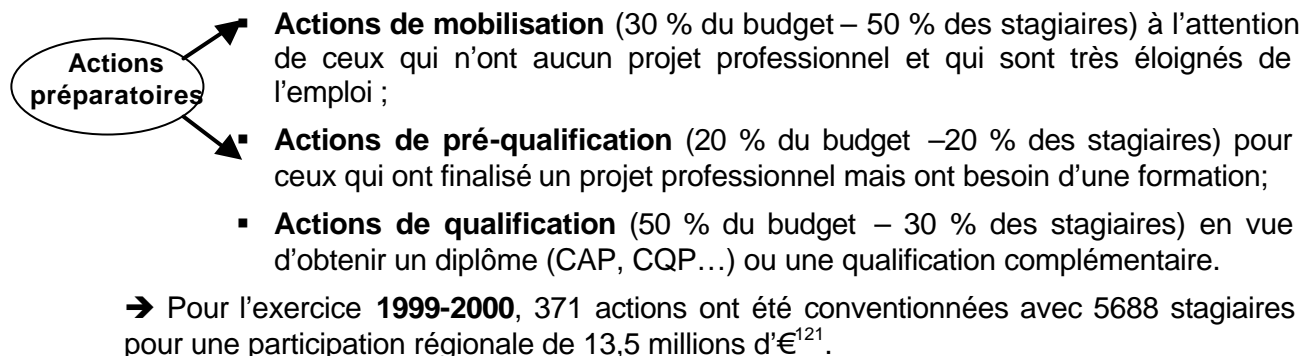 Actions
préparatoires
▪ Actions de mobilisation (30 % du budget – 50 % des stagiaires) à l’attention
de ceux qui n’ont aucun projet professionnel et qui sont très éloignés de
l’emploi ;
▪ Actions de pré-qualification (20 % du budget –20 % des stagiaires) pour
ceux qui ont finalisé un projet professionnel mais ont besoin d’une formation;
▪ Actions de qualification (50 % du budget – 30 % des stagiaires) en vue
d’obtenir un diplôme (CAP, CQP…) ou une qualification complémentaire.
➔ Pour l’exercice 1999-2000, 371 actions ont été conventionnées avec 5688 stagiaires
pour une participation régionale de 13,5 millions d’€121.